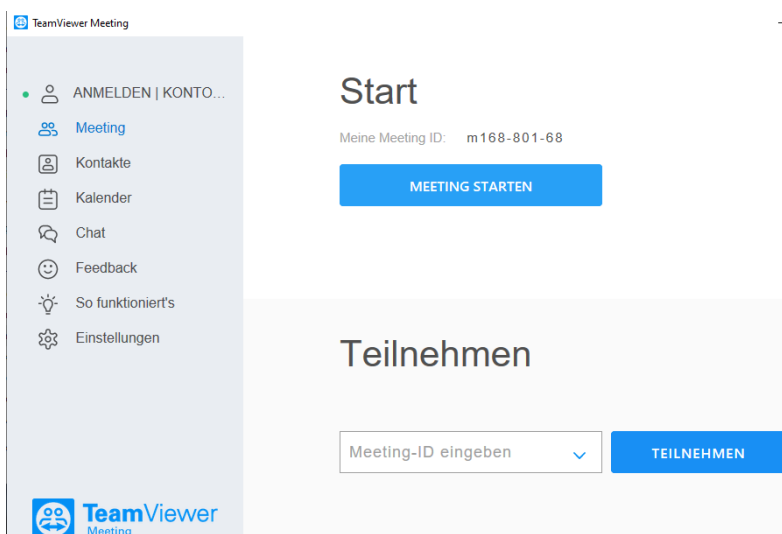 TeamViewer Meeting
ANMELDEN | KONTO...
Meeting
Kontakte
Kalender
Chat
Feedback
So funktioniert's
Einstellungen
TeamViewer
Meeting
Start
Meine Meeting ID: m168-801-68
MEETING STARTEN
Teilnehmen
Meeting-ID eingeben
TEILNEHMEN